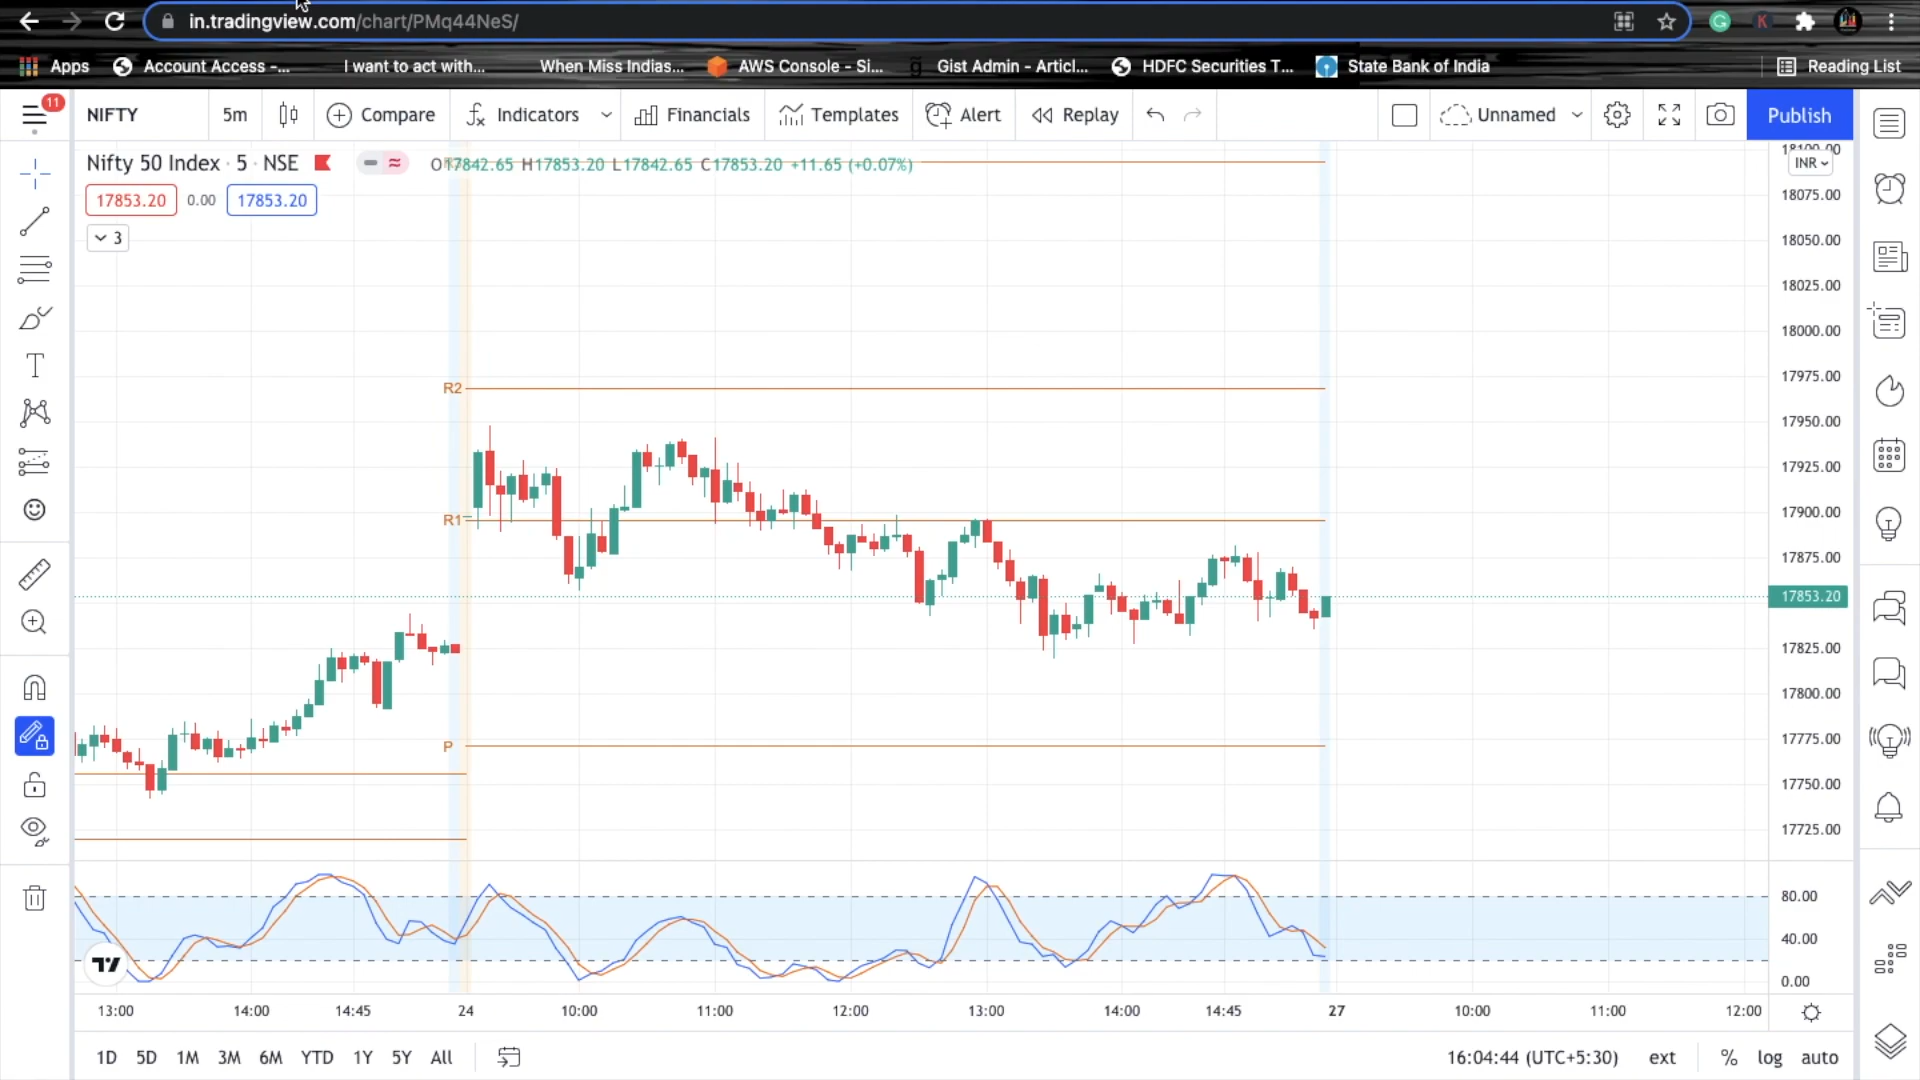 in.tradingview.com/chart/PMq44NeS/
Apps Account Access -... I want to act with... When Miss Indias... AWS Console - Si... Gist Admin - Articl... HDFC Securities T... State Bank of India Reading List
11 NIFTY 5m Compare Indicators Financials Templates Alert Replay Unnamed Publish
Nifty 50 Index · 5 · NSE O17842.65 H17853.20 L17842.65 C17853.20 +11.65 (+0.07%)
17853.20 0.00 17853.20
3
18100.00
INR
18075.00
18050.00
18025.00
18000.00
R2
17975.00
17950.00
17925.00
R1
17900.00
17875.00
17853.20
17825.00
17800.00
P
17775.00
17750.00
17725.00
80.00
40.00
0.00
13:00 14:00 14:45 24 10:00 11:00 12:00 13:00 14:00 14:45 27 10:00 11:00 12:00
1D 5D 1M 3M 6M YTD 1Y 5Y All 16:04:44 (UTC+5:30) ext % log auto